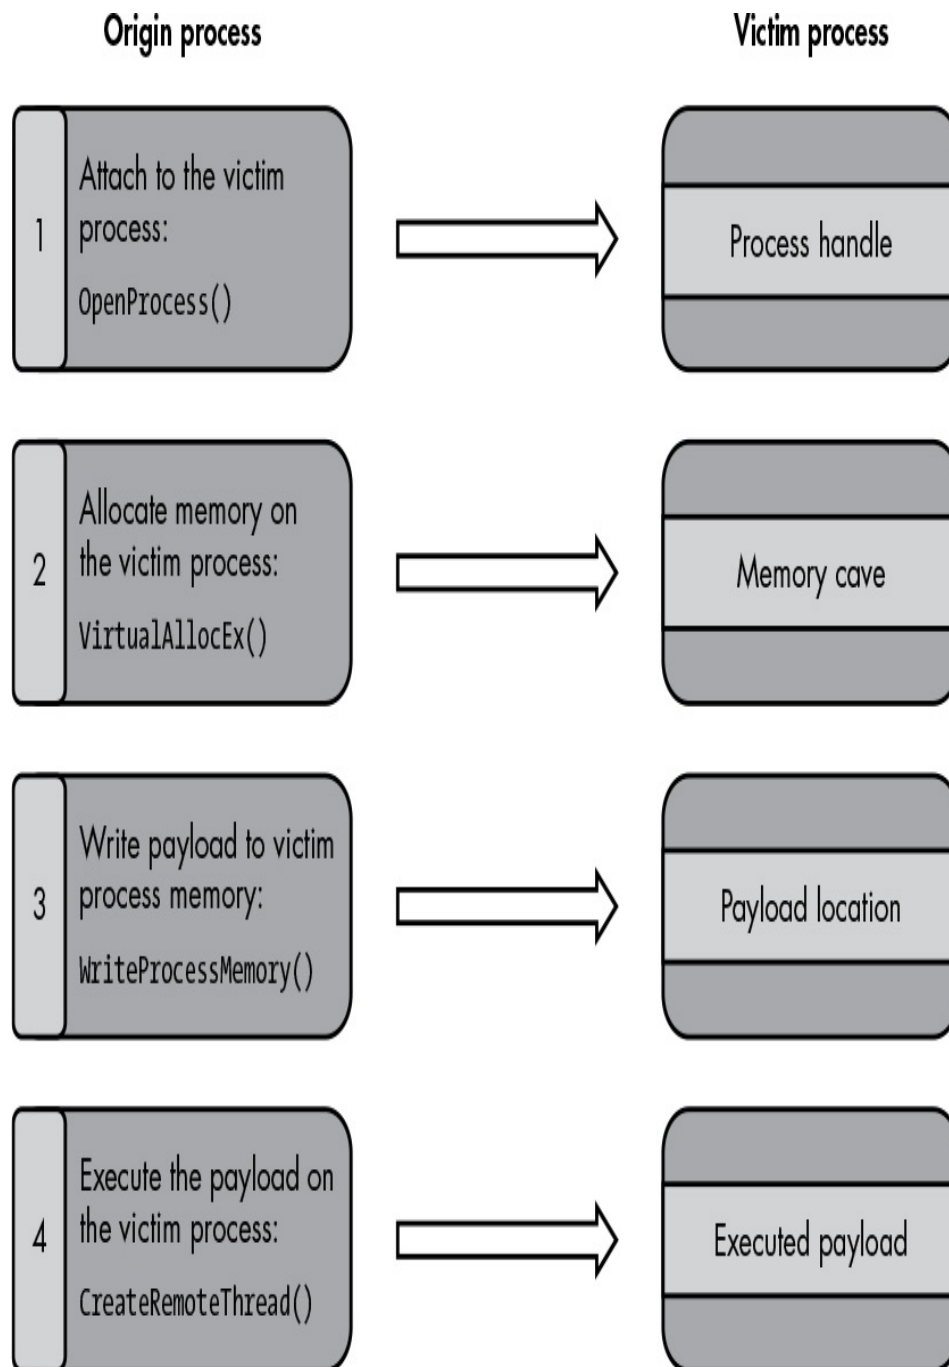 Origin process
Victim process
1
Attach to the victim
process:
OpenProcess()
Process handle
2
Allocate memory on
the victim process:
VirtualAllocEx()
Memory cave
3
Write payload to victim
process memory:
WriteProcessMemory()
Payload location
4
Execute the payload on
the victim process:
CreateRemoteThread()
Executed payload